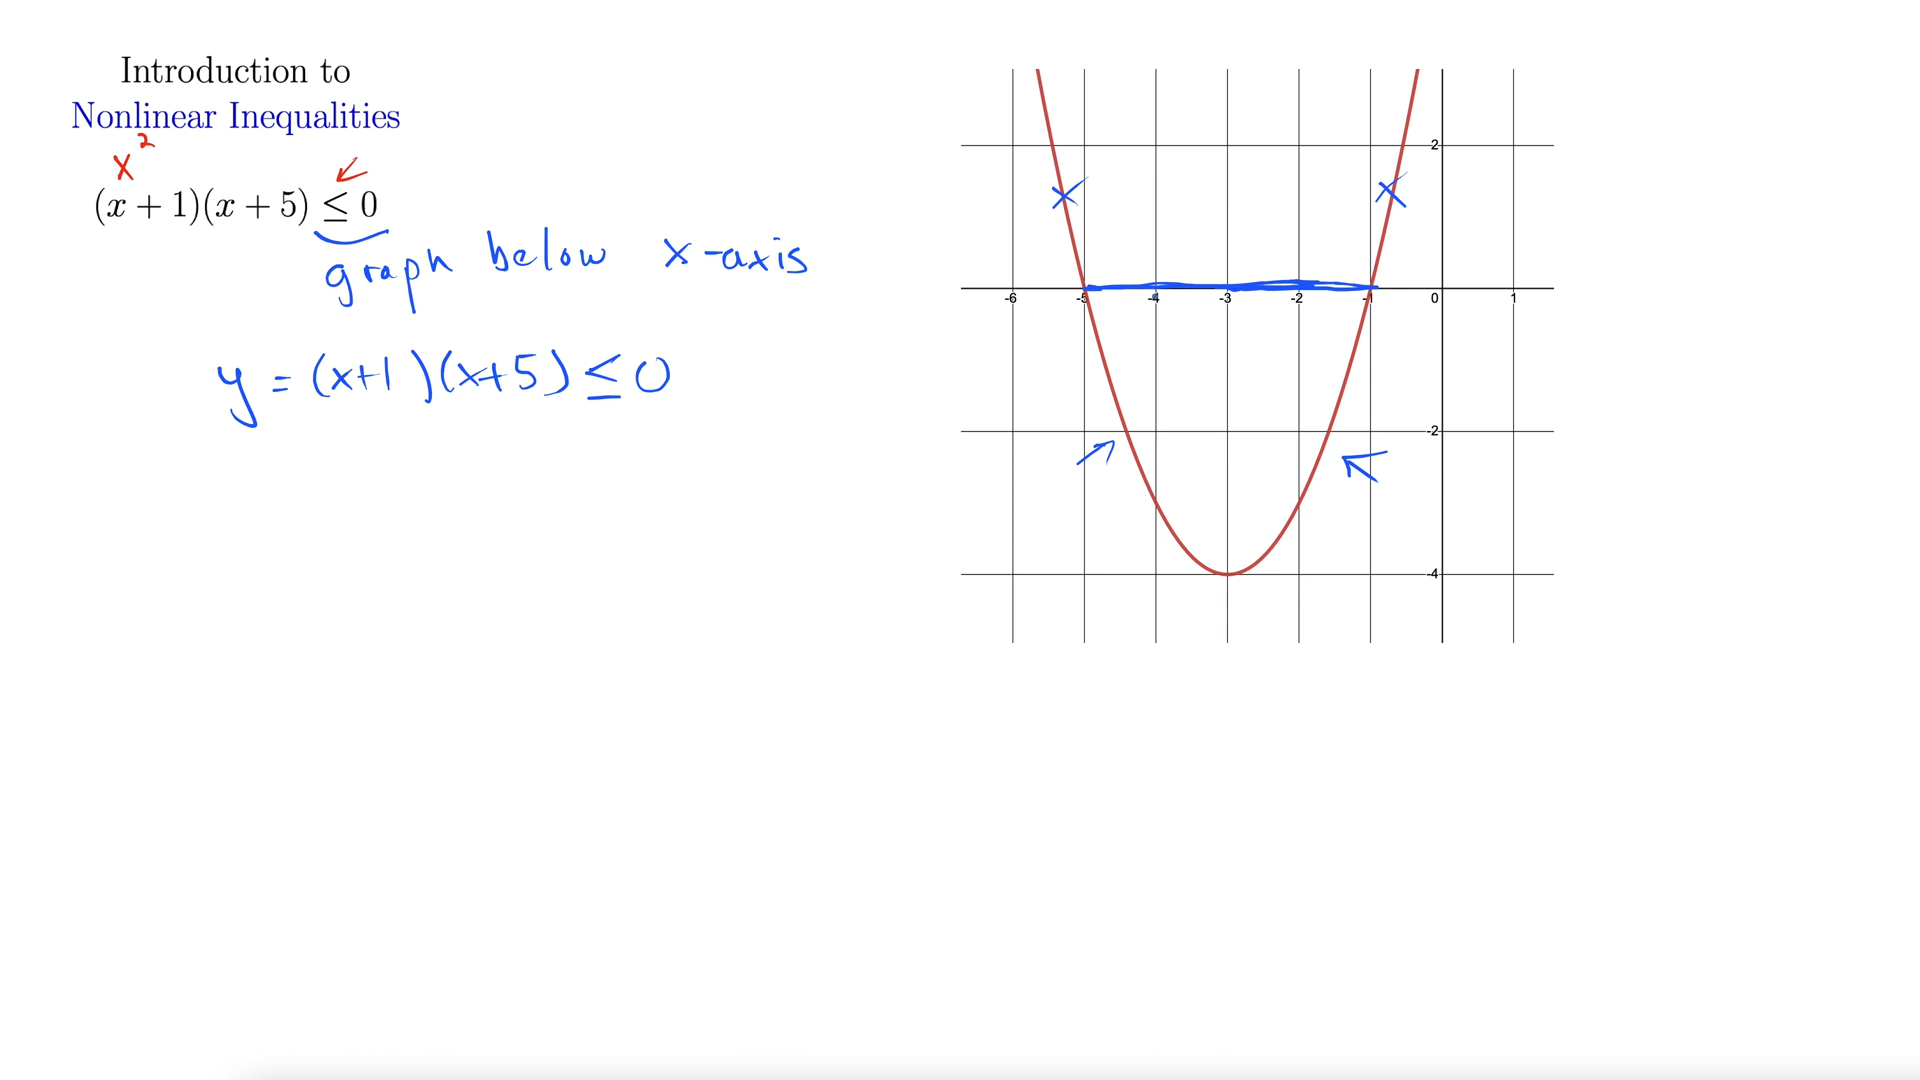 Introduction to
Nonlinear Inequalities
x²
(x + 1)(x + 5) ≤ 0
graph below x-axis
y = (x+1)(x+5) ≤ 0
2
-6 -5 -4 -3 -2 -1 0 1
-2
-4